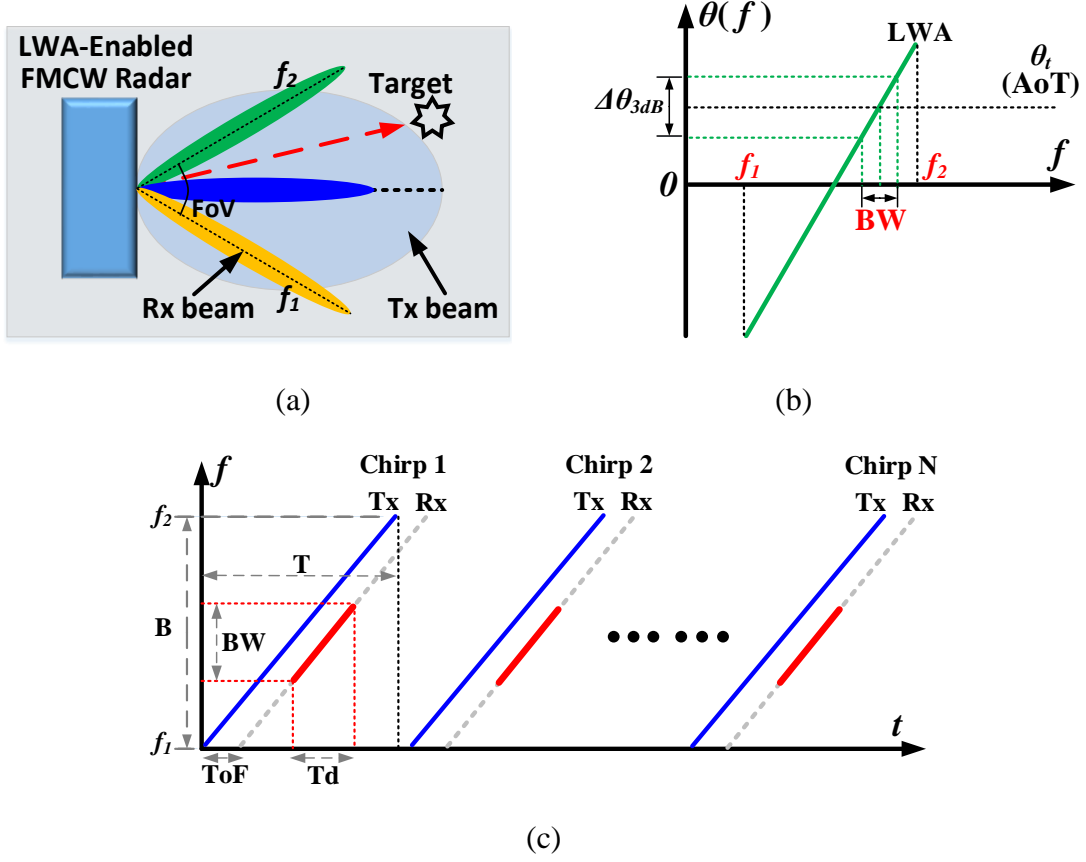 LWA-Enabled
FMCW Radar
f2
Target
FoV
Rx beam
f1
Tx beam
(a)
θ(f)
LWA
θt
(AoT)
Δθ3dB
f1
f2
f
0
BW
(b)
f
Chirp 1
Chirp 2
Chirp N
Tx Rx
Tx Rx
Tx Rx
f2
T
B
BW
f1
ToF
Td
t
(c)